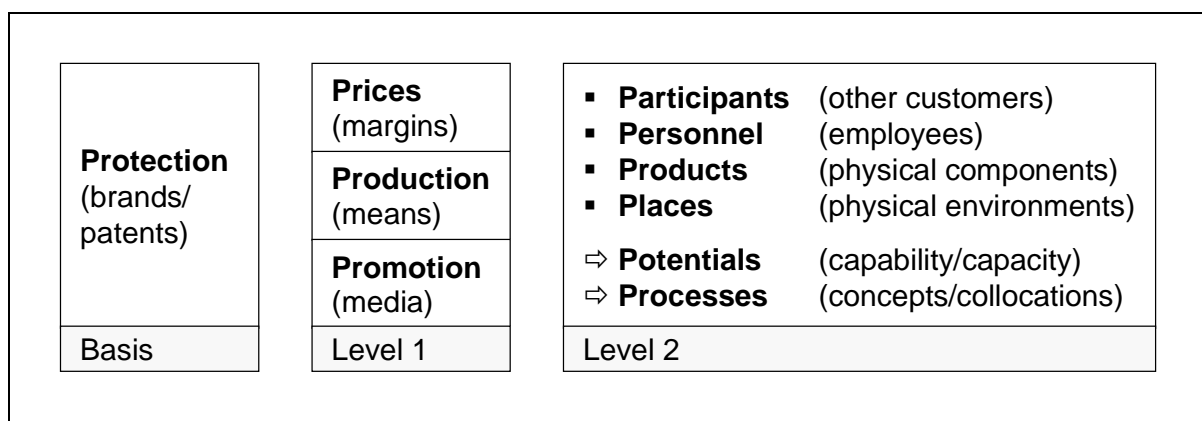 Protection
(brands/
patents)
Basis
Prices
(margins)
Production
(means)
Promotion
(media)
Level 1
▪ Participants (other customers)
▪ Personnel (employees)
▪ Products (physical components)
▪ Places (physical environments)
⇨ Potentials (capability/capacity)
⇨ Processes (concepts/collocations)
Level 2